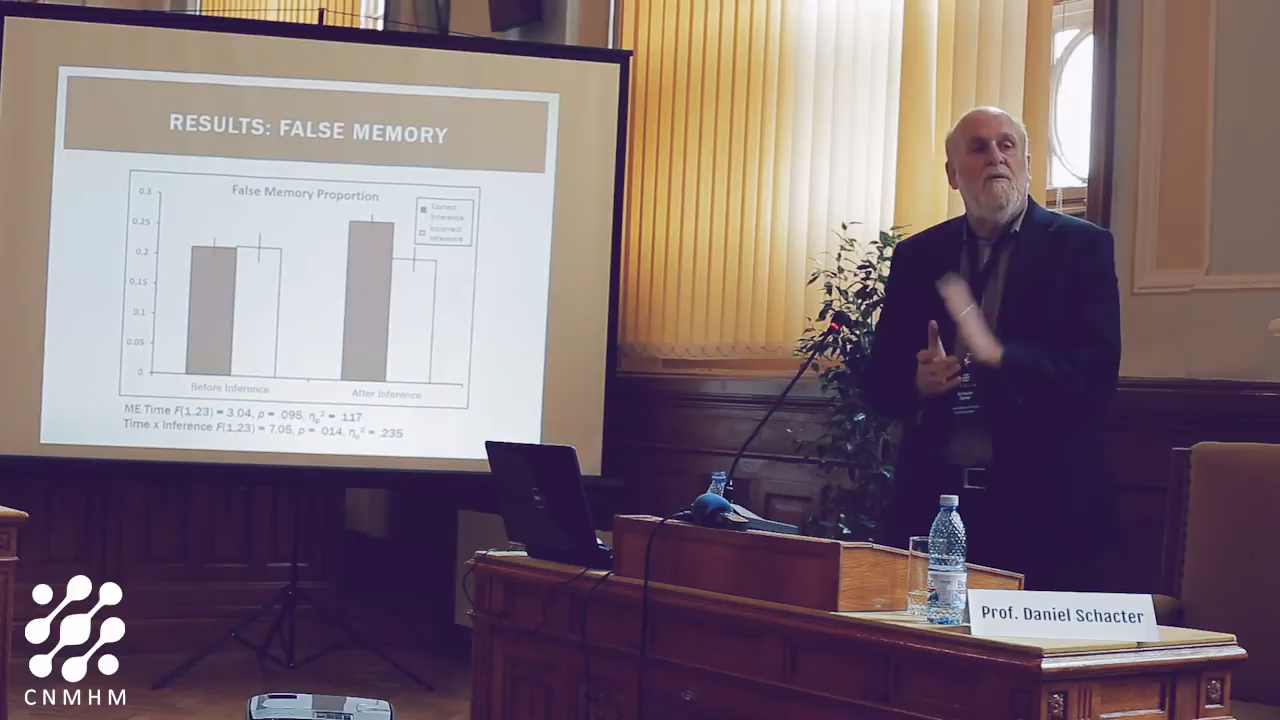 RESULTS: FALSE MEMORY
False Memory Proportion
0.3
0.25
0.2
0.15
0.1
0.05
0
Correct
Inference
Incorrect
Inference
Before Inference
After Inference
ME Time F(1,23) = 3.04, p = .095, ηp² = .117
Time x Inference F(1,23) = 7.05, p = .014, ηp² = .235
Prof. Daniel Schacter
CNMHM